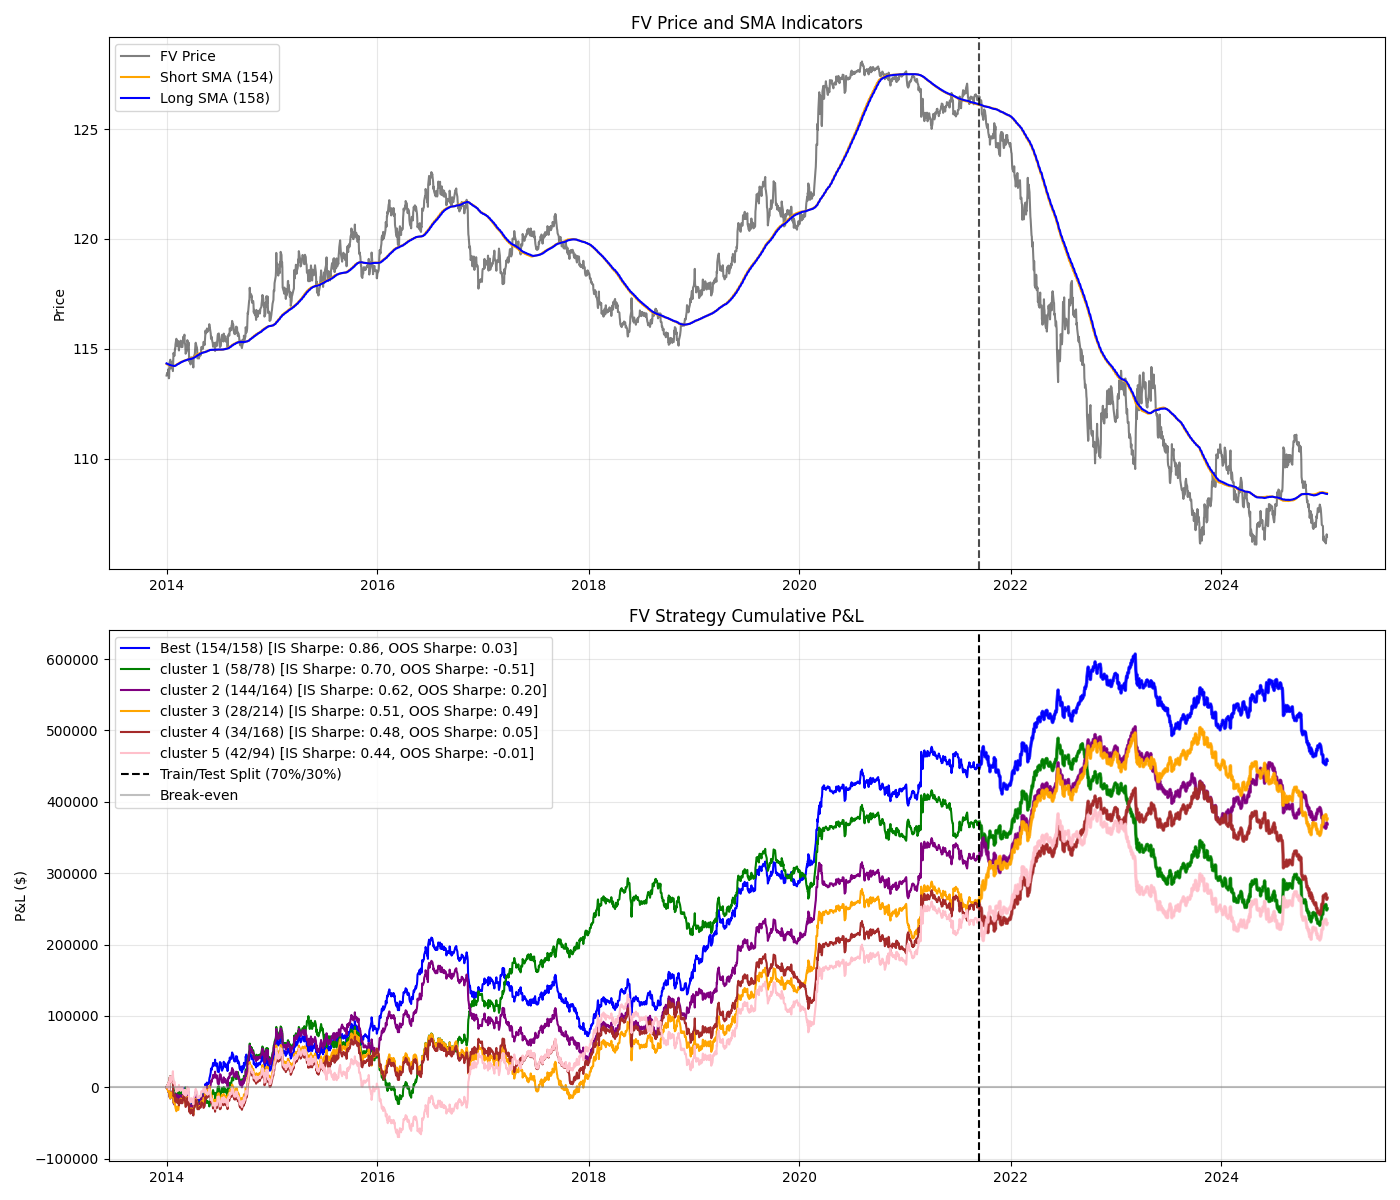 FV Price and SMA Indicators
FV Price
Short SMA (154)
Long SMA (158)
Price
125
120
115
110
2014 2016 2018 2020 2022 2024
FV Strategy Cumulative P&L
Best (154/158) [IS Sharpe: 0.86, OOS Sharpe: 0.03]
cluster 1 (58/78) [IS Sharpe: 0.70, OOS Sharpe: -0.51]
cluster 2 (144/164) [IS Sharpe: 0.62, OOS Sharpe: 0.20]
cluster 3 (28/214) [IS Sharpe: 0.51, OOS Sharpe: 0.49]
cluster 4 (34/168) [IS Sharpe: 0.48, OOS Sharpe: 0.05]
cluster 5 (42/94) [IS Sharpe: 0.44, OOS Sharpe: -0.01]
Train/Test Split (70%/30%)
Break-even
P&L ($)
600000
500000
400000
300000
200000
100000
0
−100000
2014 2016 2018 2020 2022 2024